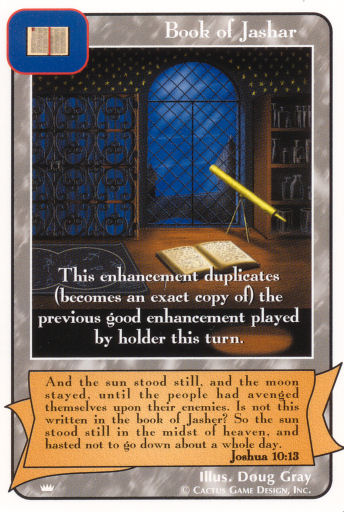 Book of Jashar
This enhancement duplicates
(becomes an exact copy of) the
previous good enhancement played
by holder this turn.
And the sun stood still, and the moon
stayed, until the people had avenged
themselves upon their enemies. Is not this
written in the book of Jasher? So the sun
stood still in the midst of heaven, and
hasted not to go down about a whole day.
Joshua 10:13
Illus. Doug Gray
© Cactus Game Design, Inc.